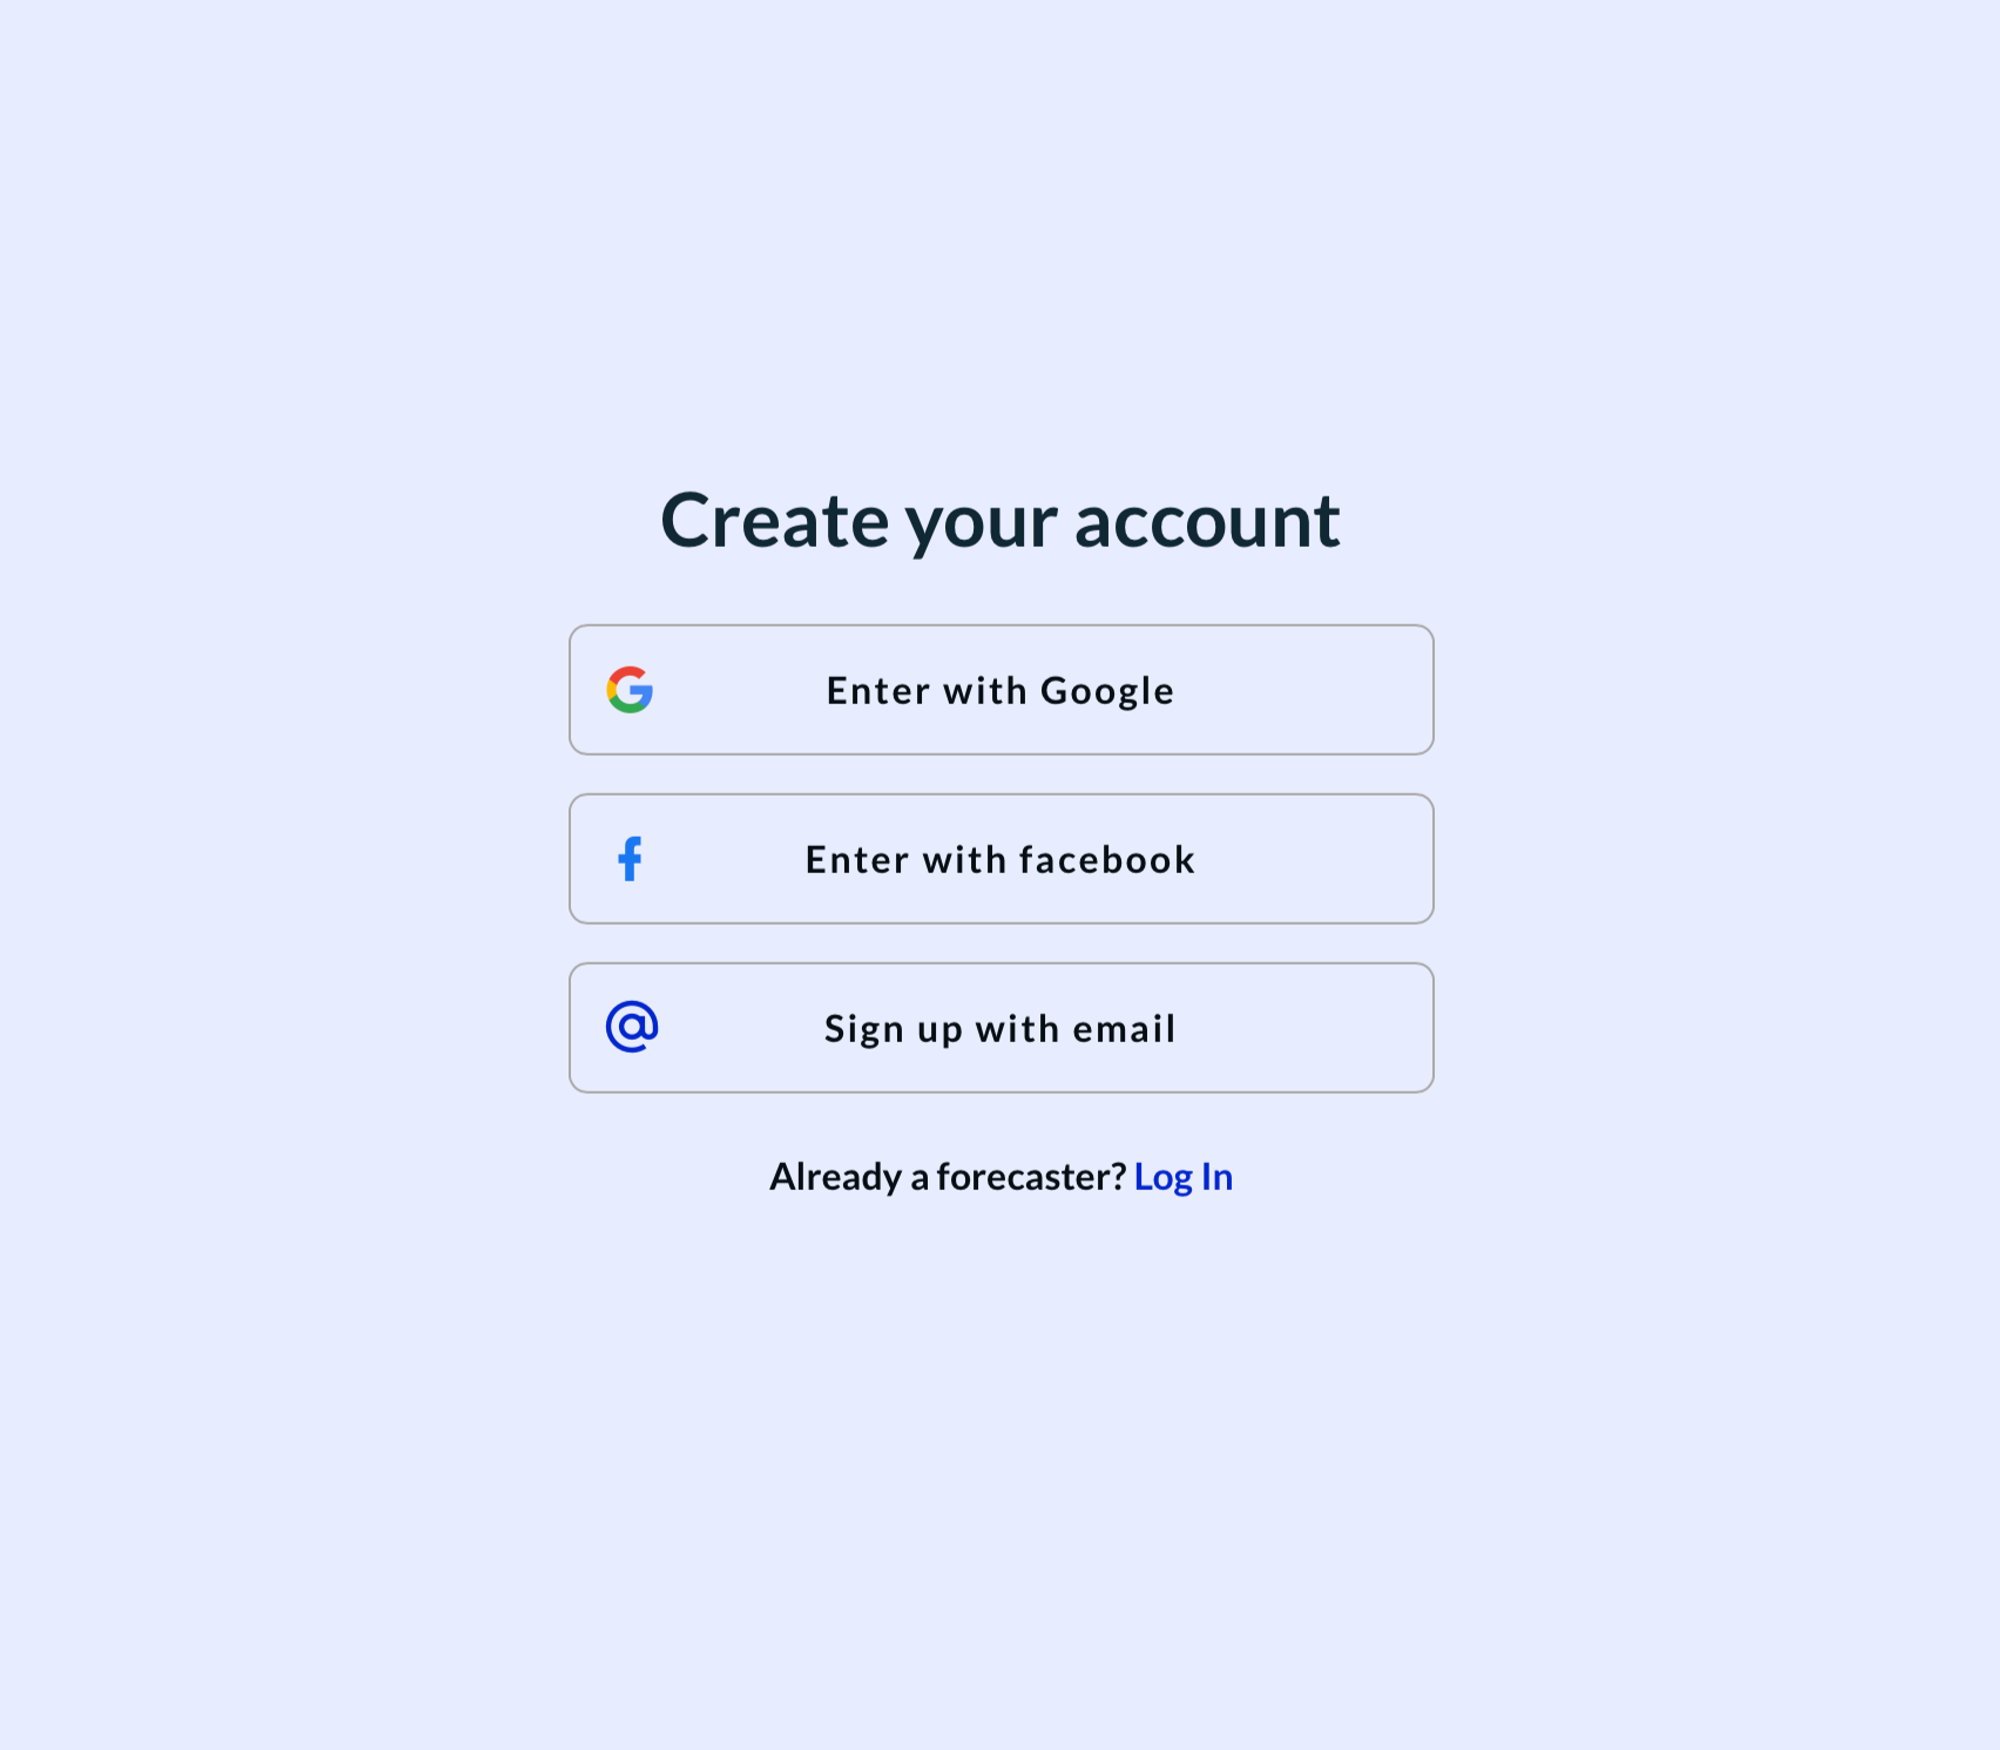 Create your account
Enter with Google
Enter with facebook
Sign up with email
Already a forecaster? Log In